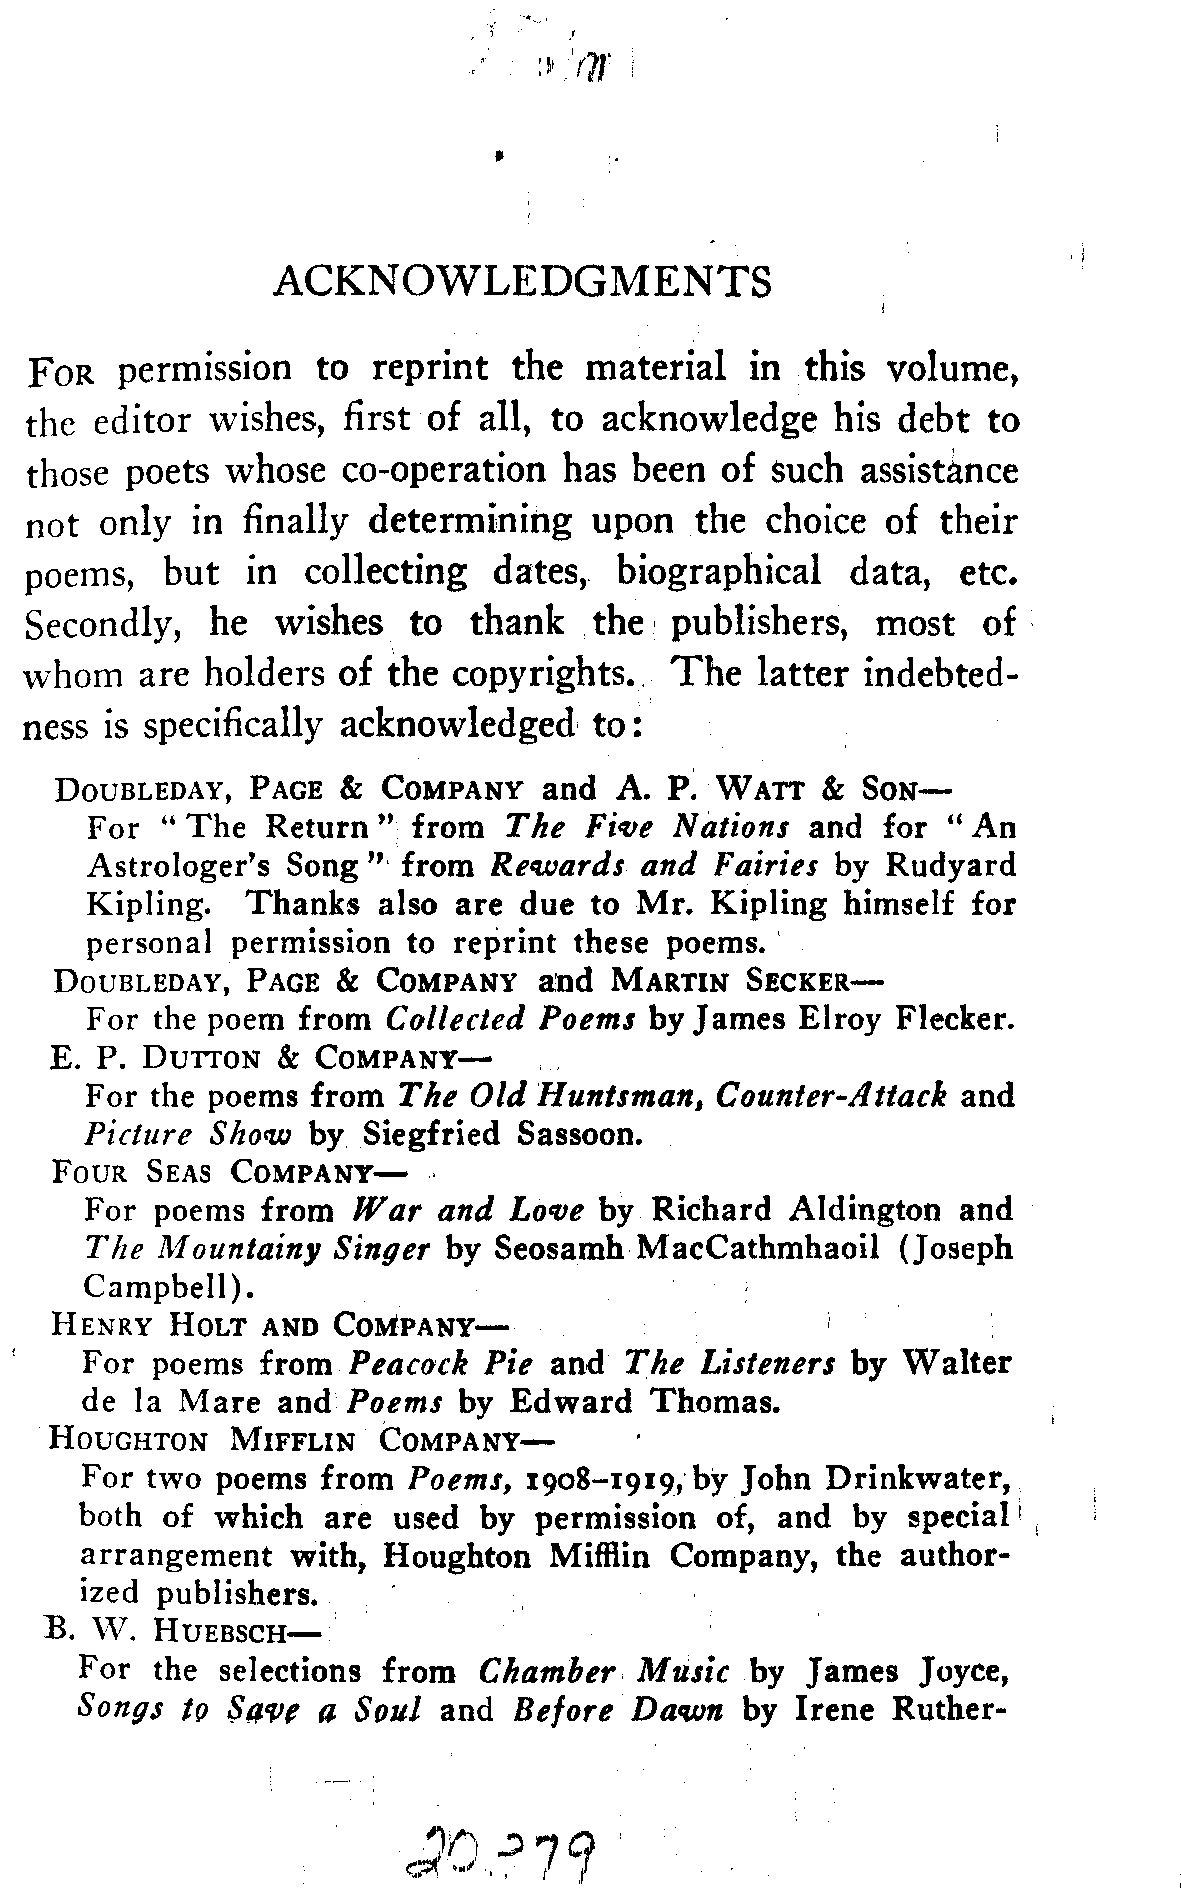 ACKNOWLEDGMENTS
FOR permission to reprint the material in this volume,
the editor wishes, first of all, to acknowledge his debt to
those poets whose co-operation has been of such assistance
not only in finally determining upon the choice of their
poems, but in collecting dates, biographical data, etc.
Secondly, he wishes to thank the publishers, most of
whom are holders of the copyrights. The latter indebted-
ness is specifically acknowledged to:
DOUBLEDAY, PAGE & COMPANY and A. P. WATT & SON—
For “The Return” from The Five Nations and for “An
Astrologer's Song” from Rewards and Fairies by Rudyard
Kipling. Thanks also are due to Mr. Kipling himself for
personal permission to reprint these poems.
DOUBLEDAY, PAGE & COMPANY and MARTIN SECKER—
For the poem from Collected Poems by James Elroy Flecker.
E. P. DUTTON & COMPANY—
For the poems from The Old Huntsman, Counter-Attack and
Picture Show by Siegfried Sassoon.
FOUR SEAS COMPANY—
For poems from War and Love by Richard Aldington and
The Mountainy Singer by Seosamh MacCathmhaoil (Joseph
Campbell).
HENRY HOLT AND COMPANY—
For poems from Peacock Pie and The Listeners by Walter
de la Mare and Poems by Edward Thomas.
HOUGHTON MIFFLIN COMPANY—
For two poems from Poems, 1908–1919, by John Drinkwater,
both of which are used by permission of, and by special
arrangement with, Houghton Mifflin Company, the author-
ized publishers.
B. W. HUEBSCH—
For the selections from Chamber Music by James Joyce,
Songs to Save a Soul and Before Dawn by Irene Ruther-